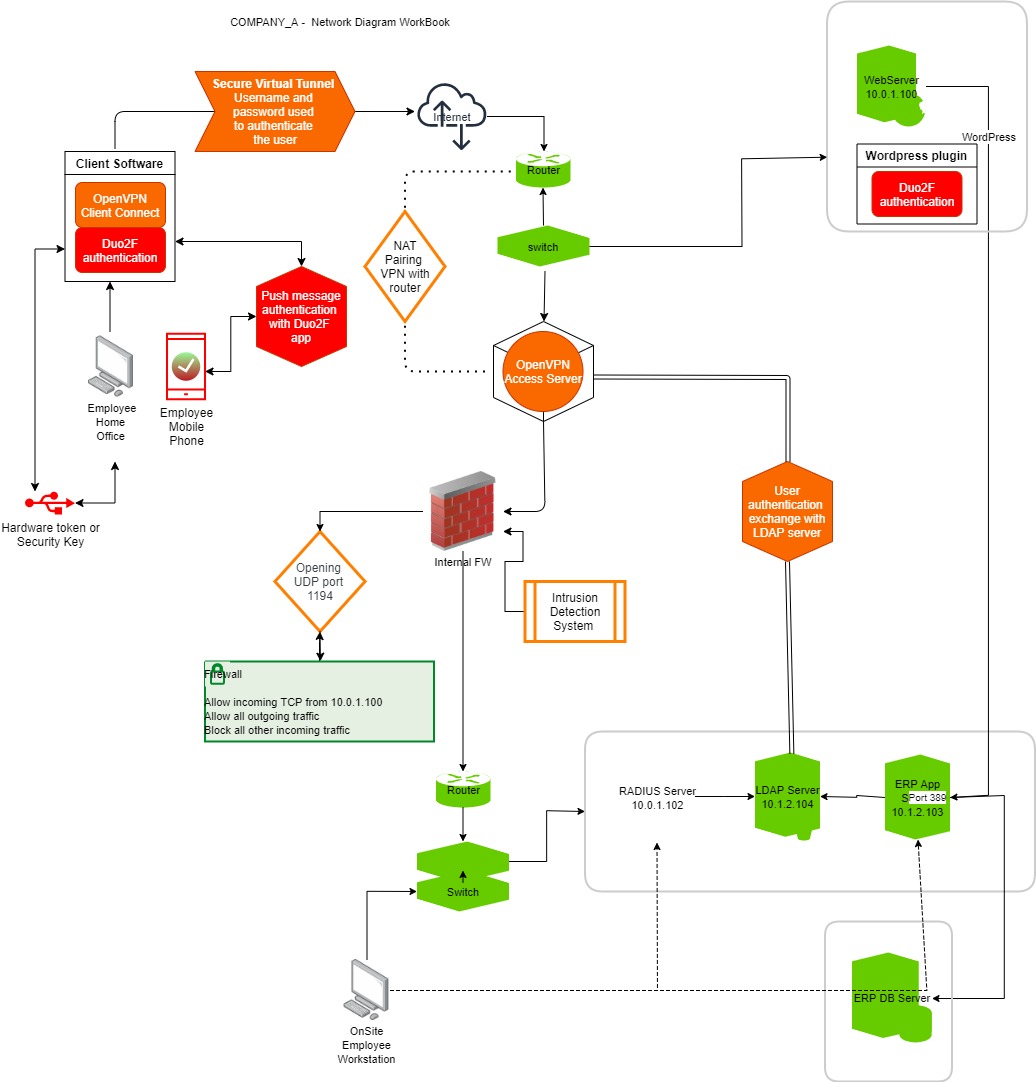 COMPANY_A - Network Diagram WorkBook
Secure Virtual Tunnel
Username and
password used
to authenticate
the user
Internet
WebServer
10.0.1.100
WordPress
Wordpress plugin
Duo2F
authentication
Client Software
OpenVPN
Client Connect
Duo2F
authentication
Router
switch
NAT
Pairing
VPN with
router
Push message
authentication
with Duo2F
app
OpenVPN
Access Server
Employee
Home
Office
Employee
Mobile
Phone
Hardware token or
Security Key
User
authentication
exchange with
LDAP server
Internal FW
Opening
UDP port
1194
Intrusion
Detection
System
Firewall
Allow incoming TCP from 10.0.1.100
Allow all outgoing traffic
Block all other incoming traffic
Router
RADIUS Server
10.0.1.102
LDAP Server
10.1.2.104
ERP App
S
Port 389
10.1.2.103
Switch
ERP DB Server
OnSite
Employee
Workstation